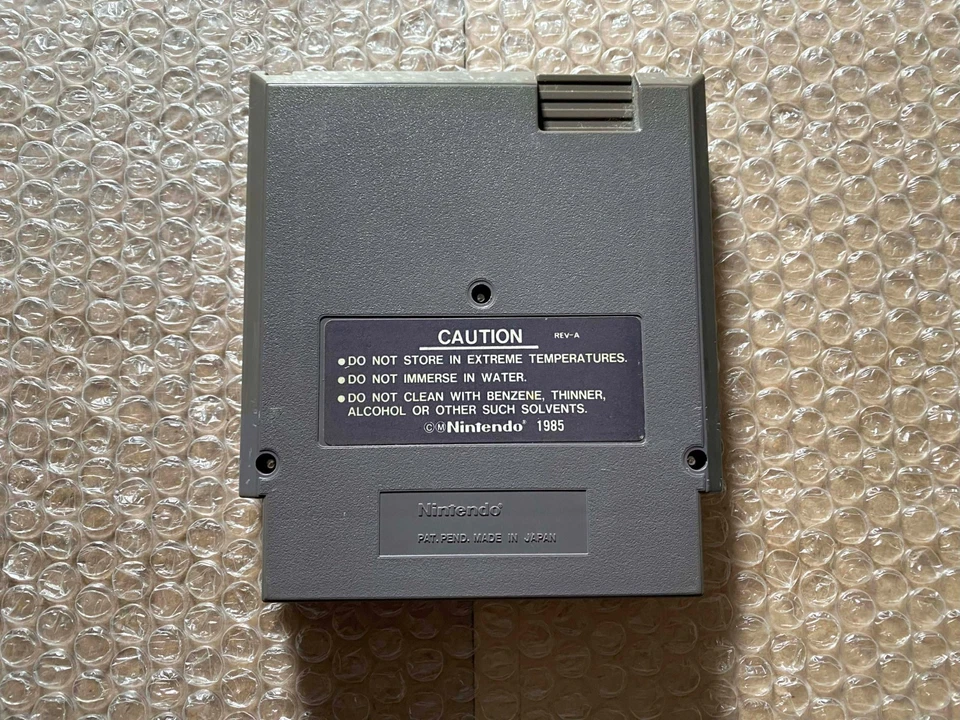 CAUTION REV-A
●DO NOT STORE IN EXTREME TEMPERATURES.
●DO NOT IMMERSE IN WATER.
●DO NOT CLEAN WITH BENZENE, THINNER,
ALCOHOL OR OTHER SUCH SOLVENTS.
©ⓂNintendo® 1985
Nintendo®
PAT. PEND. MADE IN JAPAN